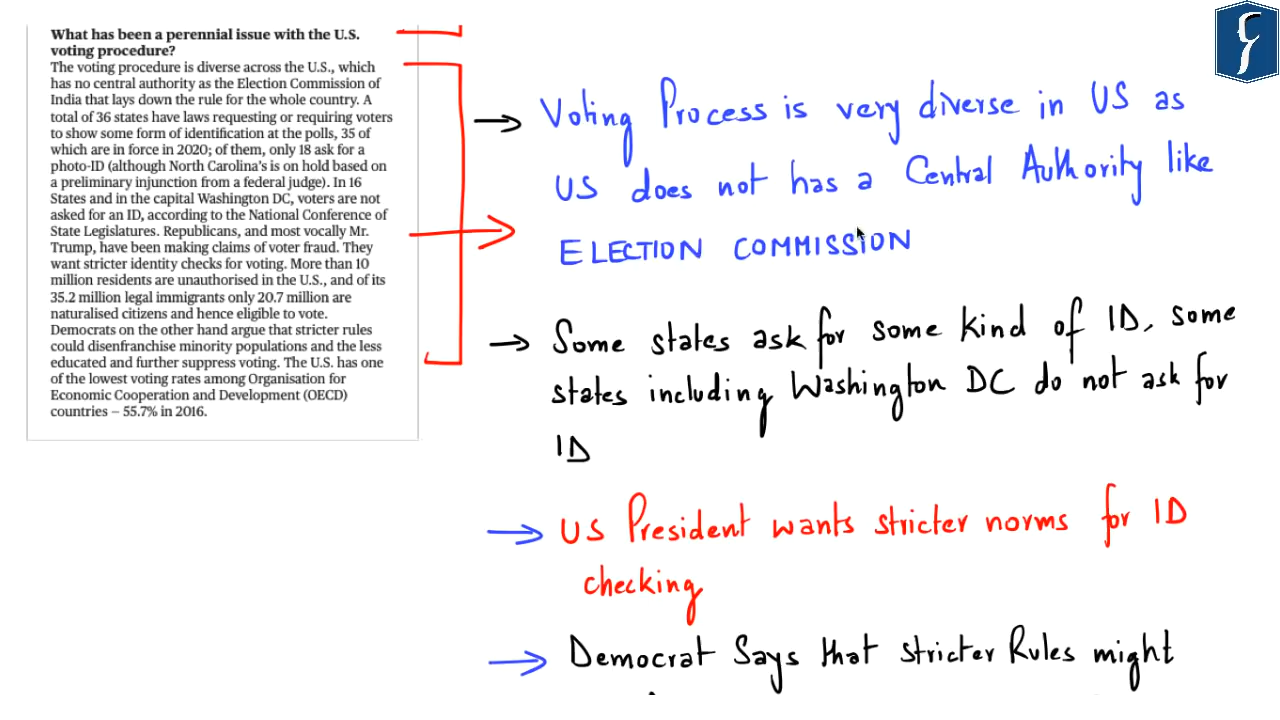 What has been a perennial issue with the U.S.
voting procedure?
The voting procedure is diverse across the U.S., which
has no central authority as the Election Commission of
India that lays down the rule for the whole country. A
total of 36 states have laws requesting or requiring voters
to show some form of identification at the polls, 35 of
which are in force in 2020; of them, only 18 ask for a
photo-ID (although North Carolina's is on hold based on
a preliminary injunction from a federal judge). In 16
States and in the capital Washington DC, voters are not
asked for an ID, according to the National Conference of
State Legislatures. Republicans, and most vocally Mr.
Trump, have been making claims of voter fraud. They
want stricter identity checks for voting. More than 10
million residents are unauthorised in the U.S., and of its
35.2 million legal immigrants only 20.7 million are
naturalised citizens and hence eligible to vote.
Democrats on the other hand argue that stricter rules
could disenfranchise minority populations and the less
educated and further suppress voting. The U.S. has one
of the lowest voting rates among Organisation for
Economic Cooperation and Development (OECD)
countries – 55.7% in 2016.
Voting Process is very diverse in US as
US does not has a Central Authority like
ELECTION COMMISSION
Some states ask for some kind of ID, some
states including Washington DC do not ask for
ID
US President wants stricter norms for ID
checking
Democrat Says that stricter Rules might